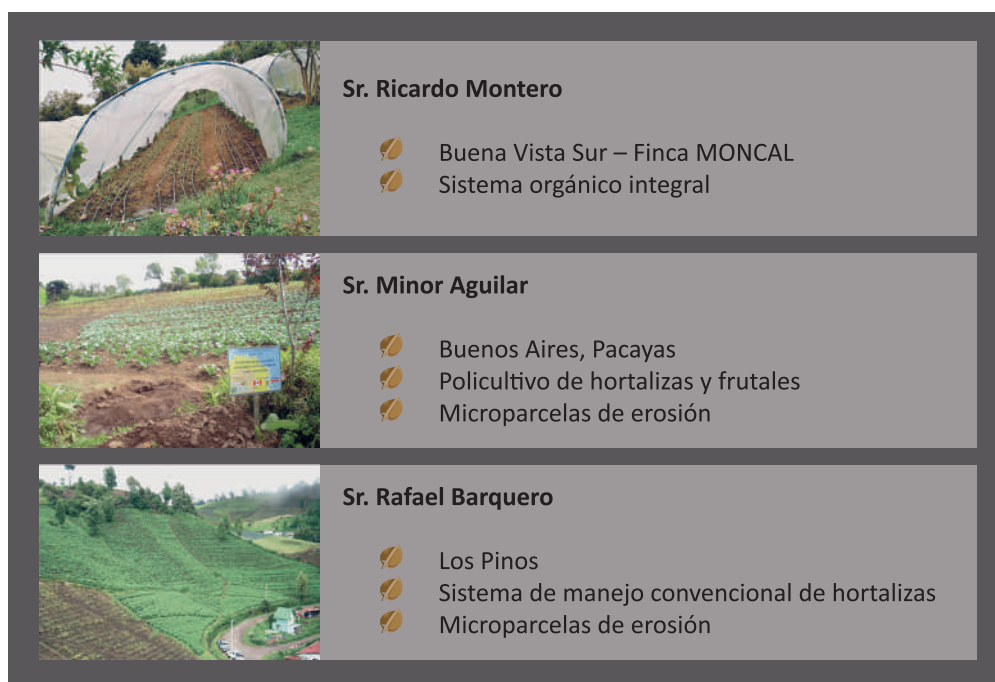 Sr. Ricardo Montero
Buena Vista Sur – Finca MONCAL
Sistema orgánico integral
Sr. Minor Aguilar
Buenos Aires, Pacayas
Policultivo de hortalizas y frutales
Microparcelas de erosión
Sr. Rafael Barquero
Los Pinos
Sistema de manejo convencional de hortalizas
Microparcelas de erosión